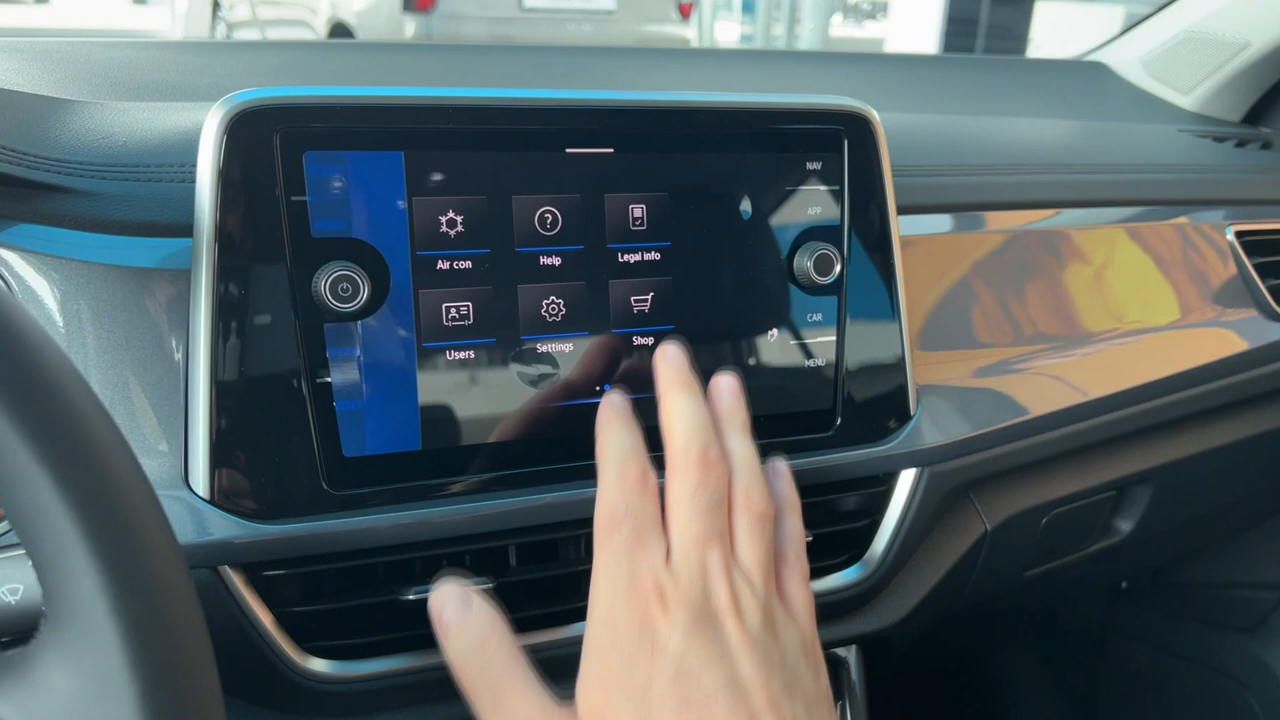 NAV
APP
Air con
Help
Legal info
CAR
Users
Settings
Shop
MENU